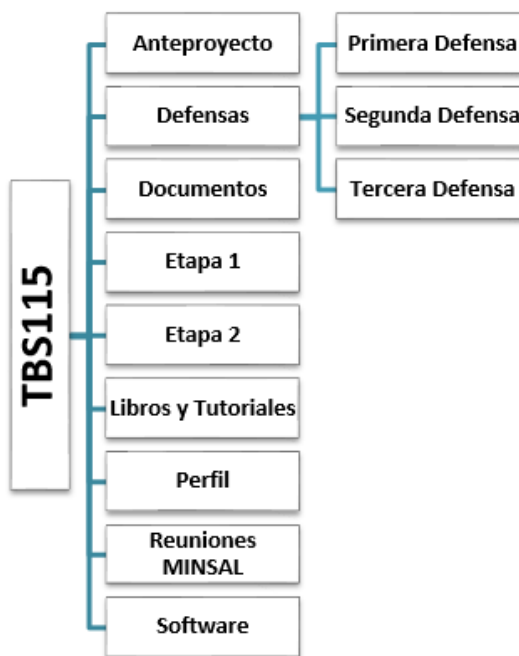 TBS115
Anteproyecto
Defensas
Primera Defensa
Segunda Defensa
Tercera Defensa
Documentos
Etapa 1
Etapa 2
Libros y Tutoriales
Perfil
Reuniones
MINSAL
Software